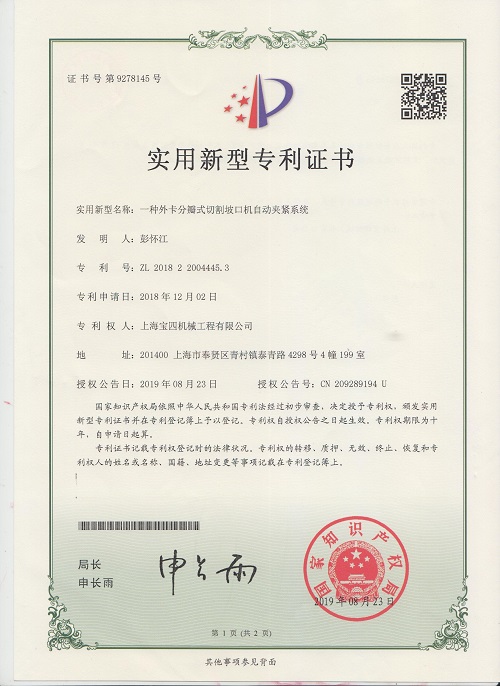 证书号第9278145号
实用新型专利证书
实用新型名称：一种外卡分瓣式切割坡口机自动夹紧系统
发明人：彭怀江
专利号：ZL 2018 2 2004445.3
专利申请日：2018年12月02日
专利权人：上海宝四机械工程有限公司
地址：201400 上海市奉贤区青村镇泰青路4298号4幢199室
授权公告日：2019年08月23日 授权公告号：CN 209289194 U
国家知识产权局依照中华人民共和国专利法经过初步审查，决定授予专利权，颁发实用
新型专利证书并在专利登记簿上予以登记。专利权自授权公告之日起生效。专利权期限为十
年，自申请日起算。
专利证书记载专利权登记时的法律状况。专利权的转移、质押、无效、终止、恢复和专
利权人的姓名或名称、国籍、地址变更等事项记载在专利登记簿上。
局长
申长雨
申长雨
国家知识产权局
2019年08月23日
第 1 页 (共 2 页)
其他事项参见背面